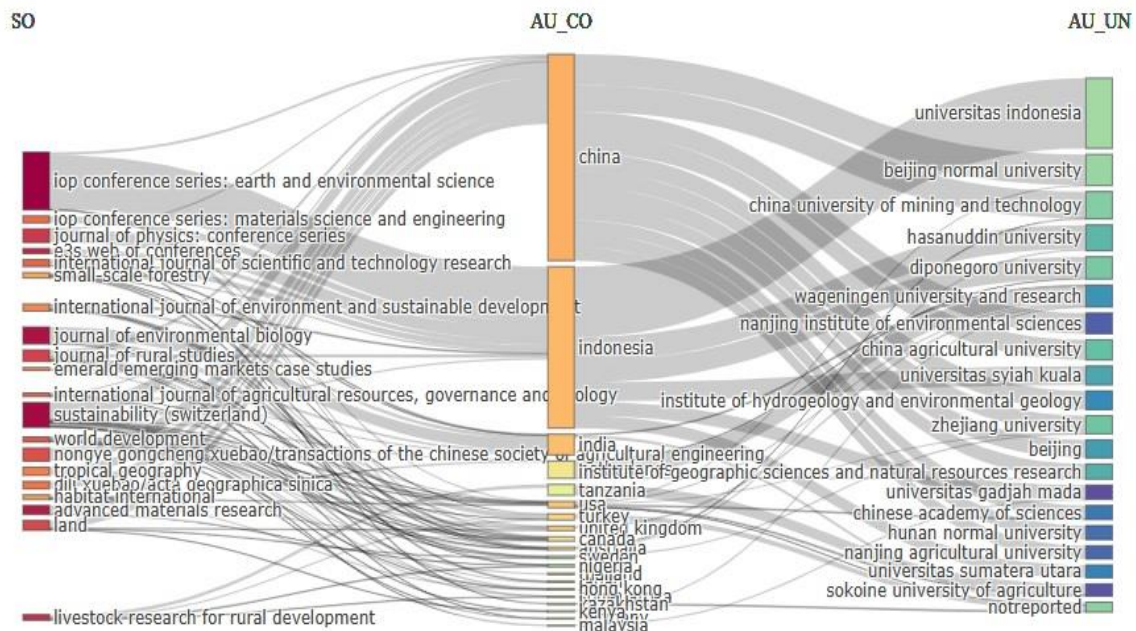 SO
AU_CO
AU_UN
iop conference series: earth and environmental science
iop conference series: materials science and engineering
journal of physics: conference series
e3s web of conferences
international journal of scientific and technology research
small-scale forestry
international journal of environment and sustainable development
journal of environmental biology
journal of rural studies
emerald emerging markets case studies
international journal of agricultural resources, governance and ecology
sustainability (switzerland)
world development
nongye gongcheng xuebao/transactions of the chinese society of agricultural engineering
tropical geography
dili xuebao/acta geographica sinica
habitat international
advanced materials research
land
livestock research for rural development
china
indonesia
india
institute of geographic sciences and natural resources research
tanzania
usa
turkey
united kingdom
canada
australia
sweden
nigeria
thailand
hong kong
kazakhstan
kenya
malaysia
universitas indonesia
beijing normal university
china university of mining and technology
hasanuddin university
diponegoro university
wageningen university and research
nanjing institute of environmental sciences
china agricultural university
universitas syiah kuala
institute of hydrogeology and environmental geology
zhejiang university
beijing
universitas gadjah mada
chinese academy of sciences
hunan normal university
nanjing agricultural university
universitas sumatera utara
sokoine university of agriculture
notreported